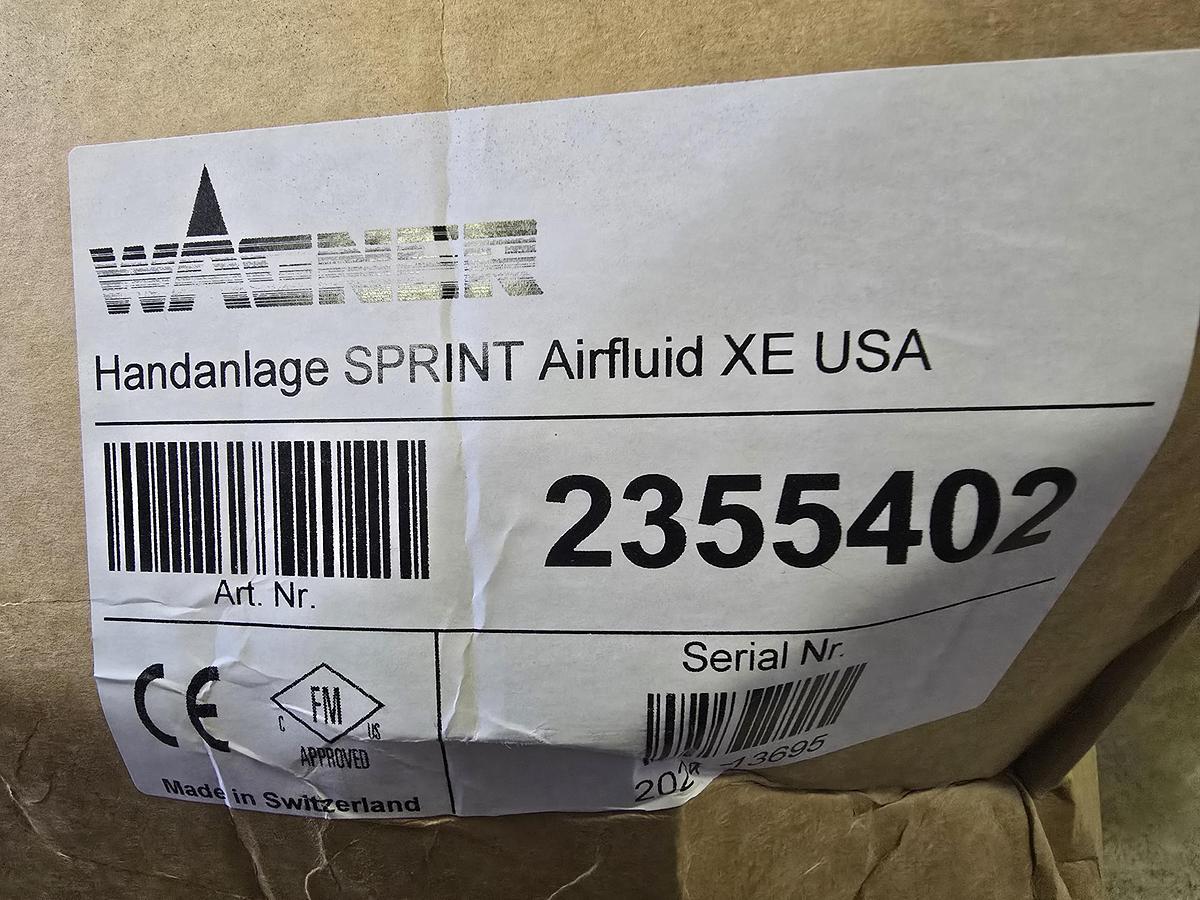 WAGNER
Handanlage SPRINT Airfluid XE USA
2355402
Art. Nr.
CE
FM
C US
APPROVED
Made in Switzerland
Serial Nr.